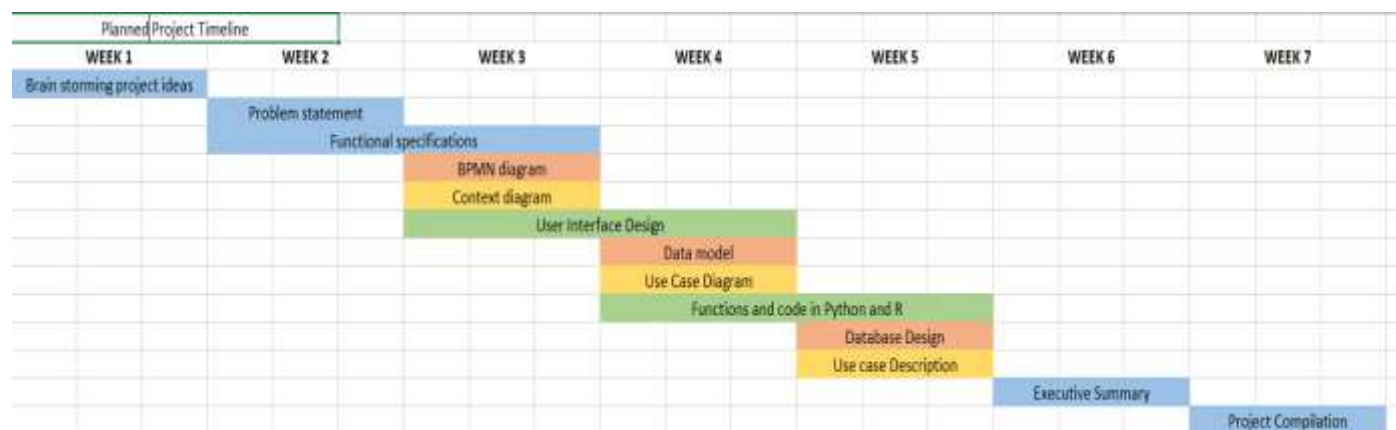 Planned Project Timeline
WEEK 1 WEEK 2 WEEK 3 WEEK 4 WEEK 5 WEEK 6 WEEK 7
Brain storming project ideas
Problem statement
Functional specifications
BPMN diagram
Context diagram
User Interface Design
Data model
Use Case Diagram
Functions and code in Python and R
Database Design
Use case Description
Executive Summary
Project Compilation